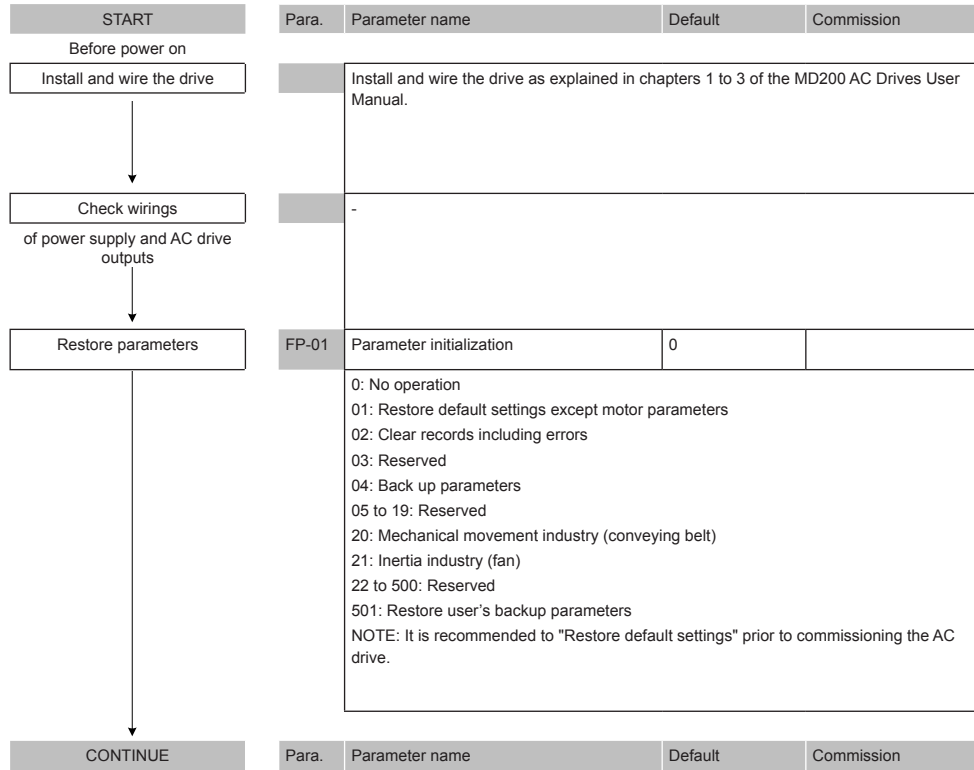 START
Para. Parameter name Default Commission
Before power on
Install and wire the drive
Install and wire the drive as explained in chapters 1 to 3 of the MD200 AC Drives User
Manual.
Check wirings
-
of power supply and AC drive
outputs
Restore parameters
FP-01 Parameter initialization 0
0: No operation
01: Restore default settings except motor parameters
02: Clear records including errors
03: Reserved
04: Back up parameters
05 to 19: Reserved
20: Mechanical movement industry (conveying belt)
21: Inertia industry (fan)
22 to 500: Reserved
501: Restore user’s backup parameters
NOTE: It is recommended to "Restore default settings" prior to commissioning the AC
drive.
CONTINUE
Para. Parameter name Default Commission